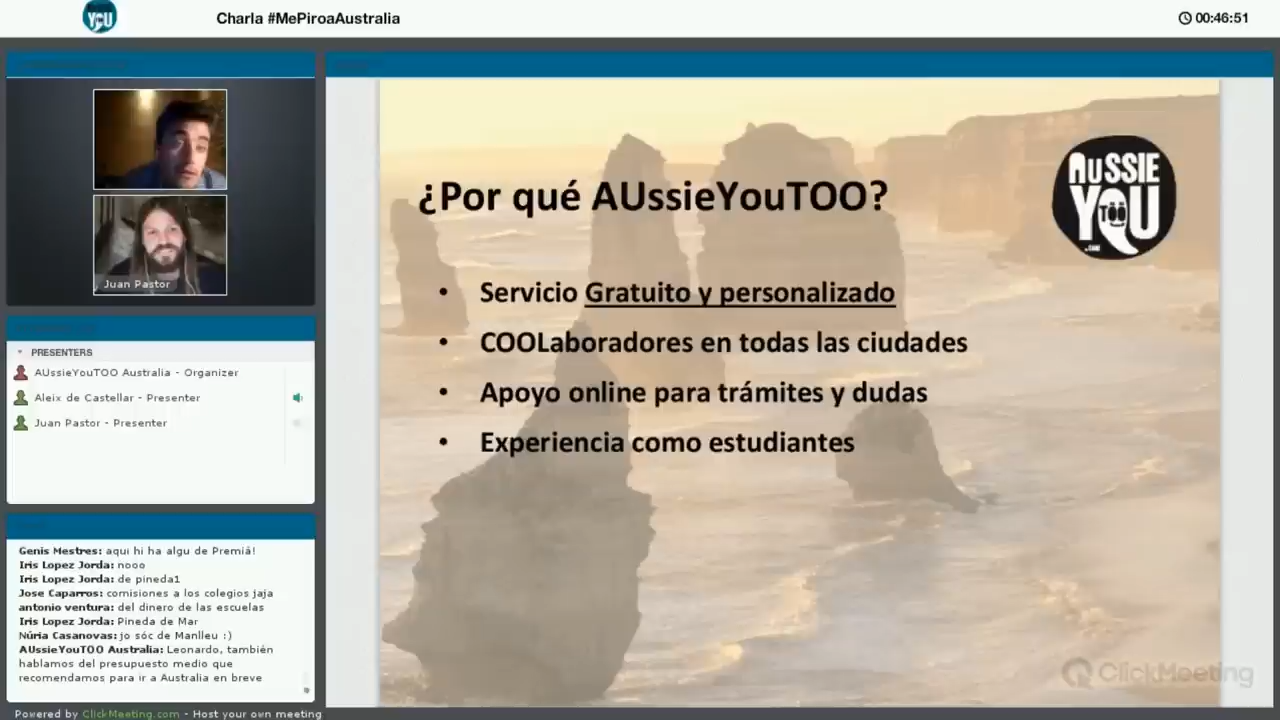 YOU
Charla #MePiroaAustralia
00:46:51
Juan Pastor
PRESENTERS
AUssieYouTOO Australia - Organizer
Aleix de Castellar - Presenter
Juan Pastor - Presenter
Genis Mestres: aqui hi ha algu de Premiá!
Iris Lopez Jorda: nooo
Iris Lopez Jorda: de pineda1
Jose Caparros: comisiones a los colegios jaja
antonio ventura: del dinero de las escuelas
Iris Lopez Jorda: Pineda de Mar
Núria Casanovas: jo sóc de Manlleu :)
AUssieYouTOO Australia: Leonardo, también
hablamos del presupuesto medio que
recomendamos para ir a Australia en breve
Powered by ClickMeeting.com - Host your own meeting
¿Por qué AUssieYouTOO?
• Servicio Gratuito y personalizado
• COOLaboradores en todas las ciudades
• Apoyo online para trámites y dudas
• Experiencia como estudiantes
AUSSIE
YOU
TOO
.COM
ClickMeeting